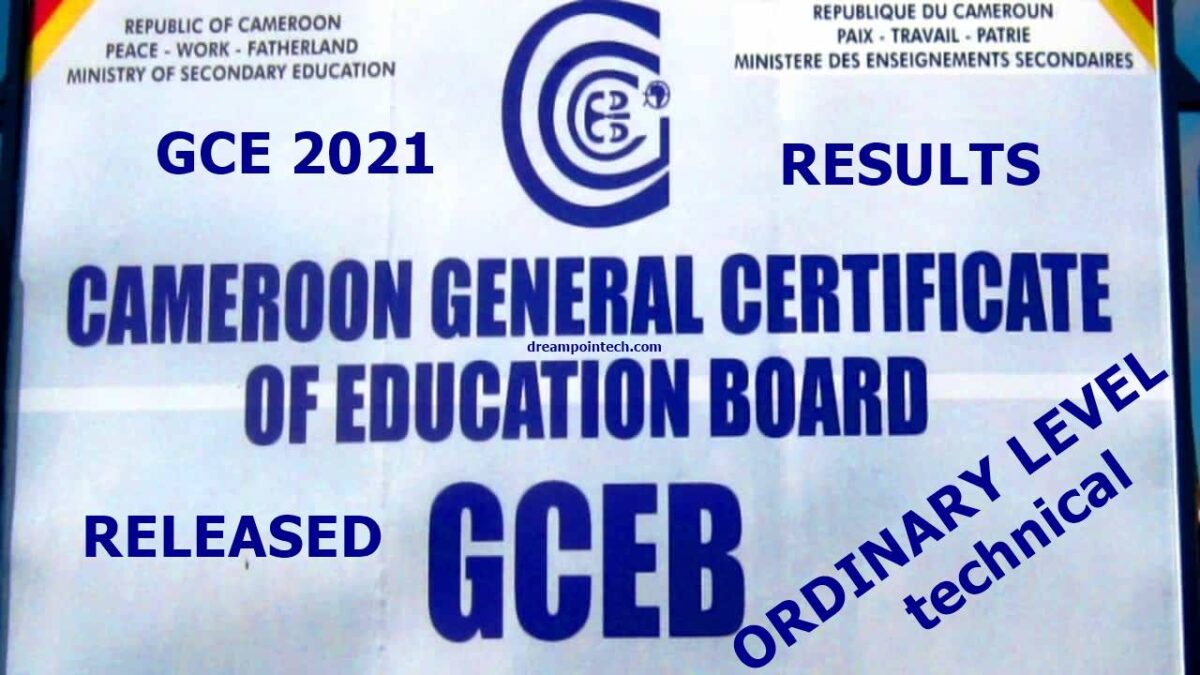 REPUBLIC OF CAMEROON
PEACE - WORK - FATHERLAND
MINISTRY OF SECONDARY EDUCATION
REPUBLIQUE DU CAMEROUN
PAIX - TRAVAIL - PATRIE
MINISTERE DES ENSEIGNEMENTS SECONDAIRES
GCE 2021
RESULTS
CAMEROON GENERAL CERTIFICATE
dreampointech.com
OF EDUCATION BOARD
RELEASED
GCEB
ORDINARY LEVEL
technical